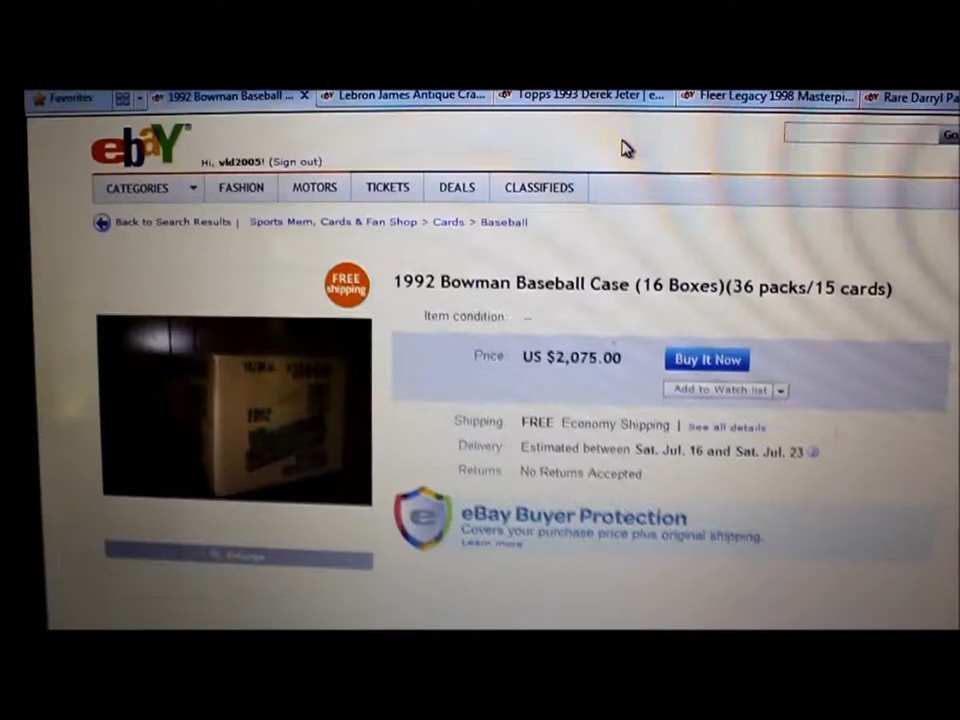 Favorites
1992 Bowman Baseball ... X
Lebron James Antique Cra...
Topps 1993 Derek Jeter | e...
Fleer Legacy 1998 Masterpi...
Rare Darryl Pa
ebaY®
Hi, vld2005! (Sign out)
Go
CATEGORIES FASHION MOTORS TICKETS DEALS CLASSIFIEDS
Back to Search Results | Sports Mem, Cards & Fan Shop > Cards > Baseball
FREE
shipping
1992 Bowman Baseball Case (16 Boxes)(36 packs/15 cards)
Item condition: --
Price: US $2,075.00 Buy It Now
Add to Watch list
1992
Shipping: FREE Economy Shipping | See all details
Delivery: Estimated between Sat. Jul. 16 and Sat. Jul. 23
Returns: No Returns Accepted
e
eBay Buyer Protection
Covers your purchase price plus original shipping.
Learn more
Enlarge